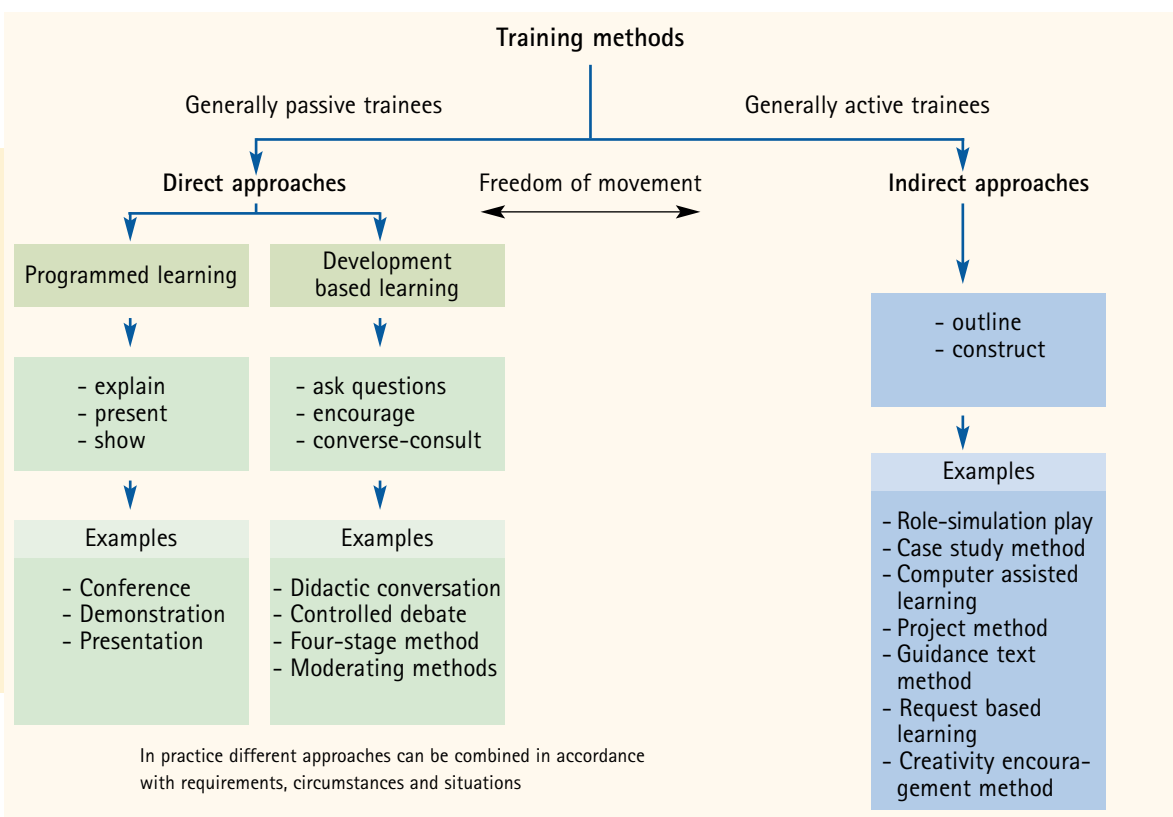 Training methods
Generally passive trainees
Generally active trainees
Direct approaches
Freedom of movement
Indirect approaches
Programmed learning
Development
based learning
- explain
- present
- show
- ask questions
- encourage
- converse-consult
- outline
- construct
Examples
- Conference
- Demonstration
- Presentation
Examples
- Didactic conversation
- Controlled debate
- Four-stage method
- Moderating methods
Examples
- Role-simulation play
- Case study method
- Computer assisted
learning
- Project method
- Guidance text
method
- Request based
learning
- Creativity encoura-
gement method
In practice different approaches can be combined in accordance
with requirements, circumstances and situations